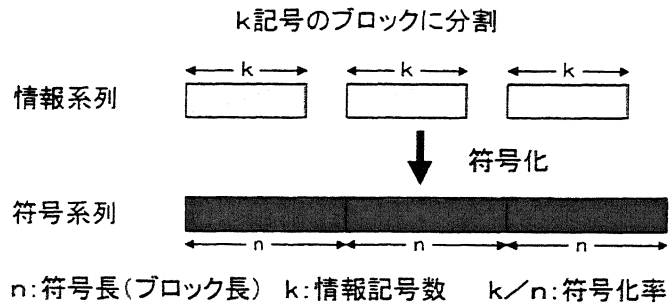 k記号のブロックに分割
k k k
情報系列
符号化
符号系列
n n n
n:符号長(ブロック長) k:情報記号数 k/n:符号化率